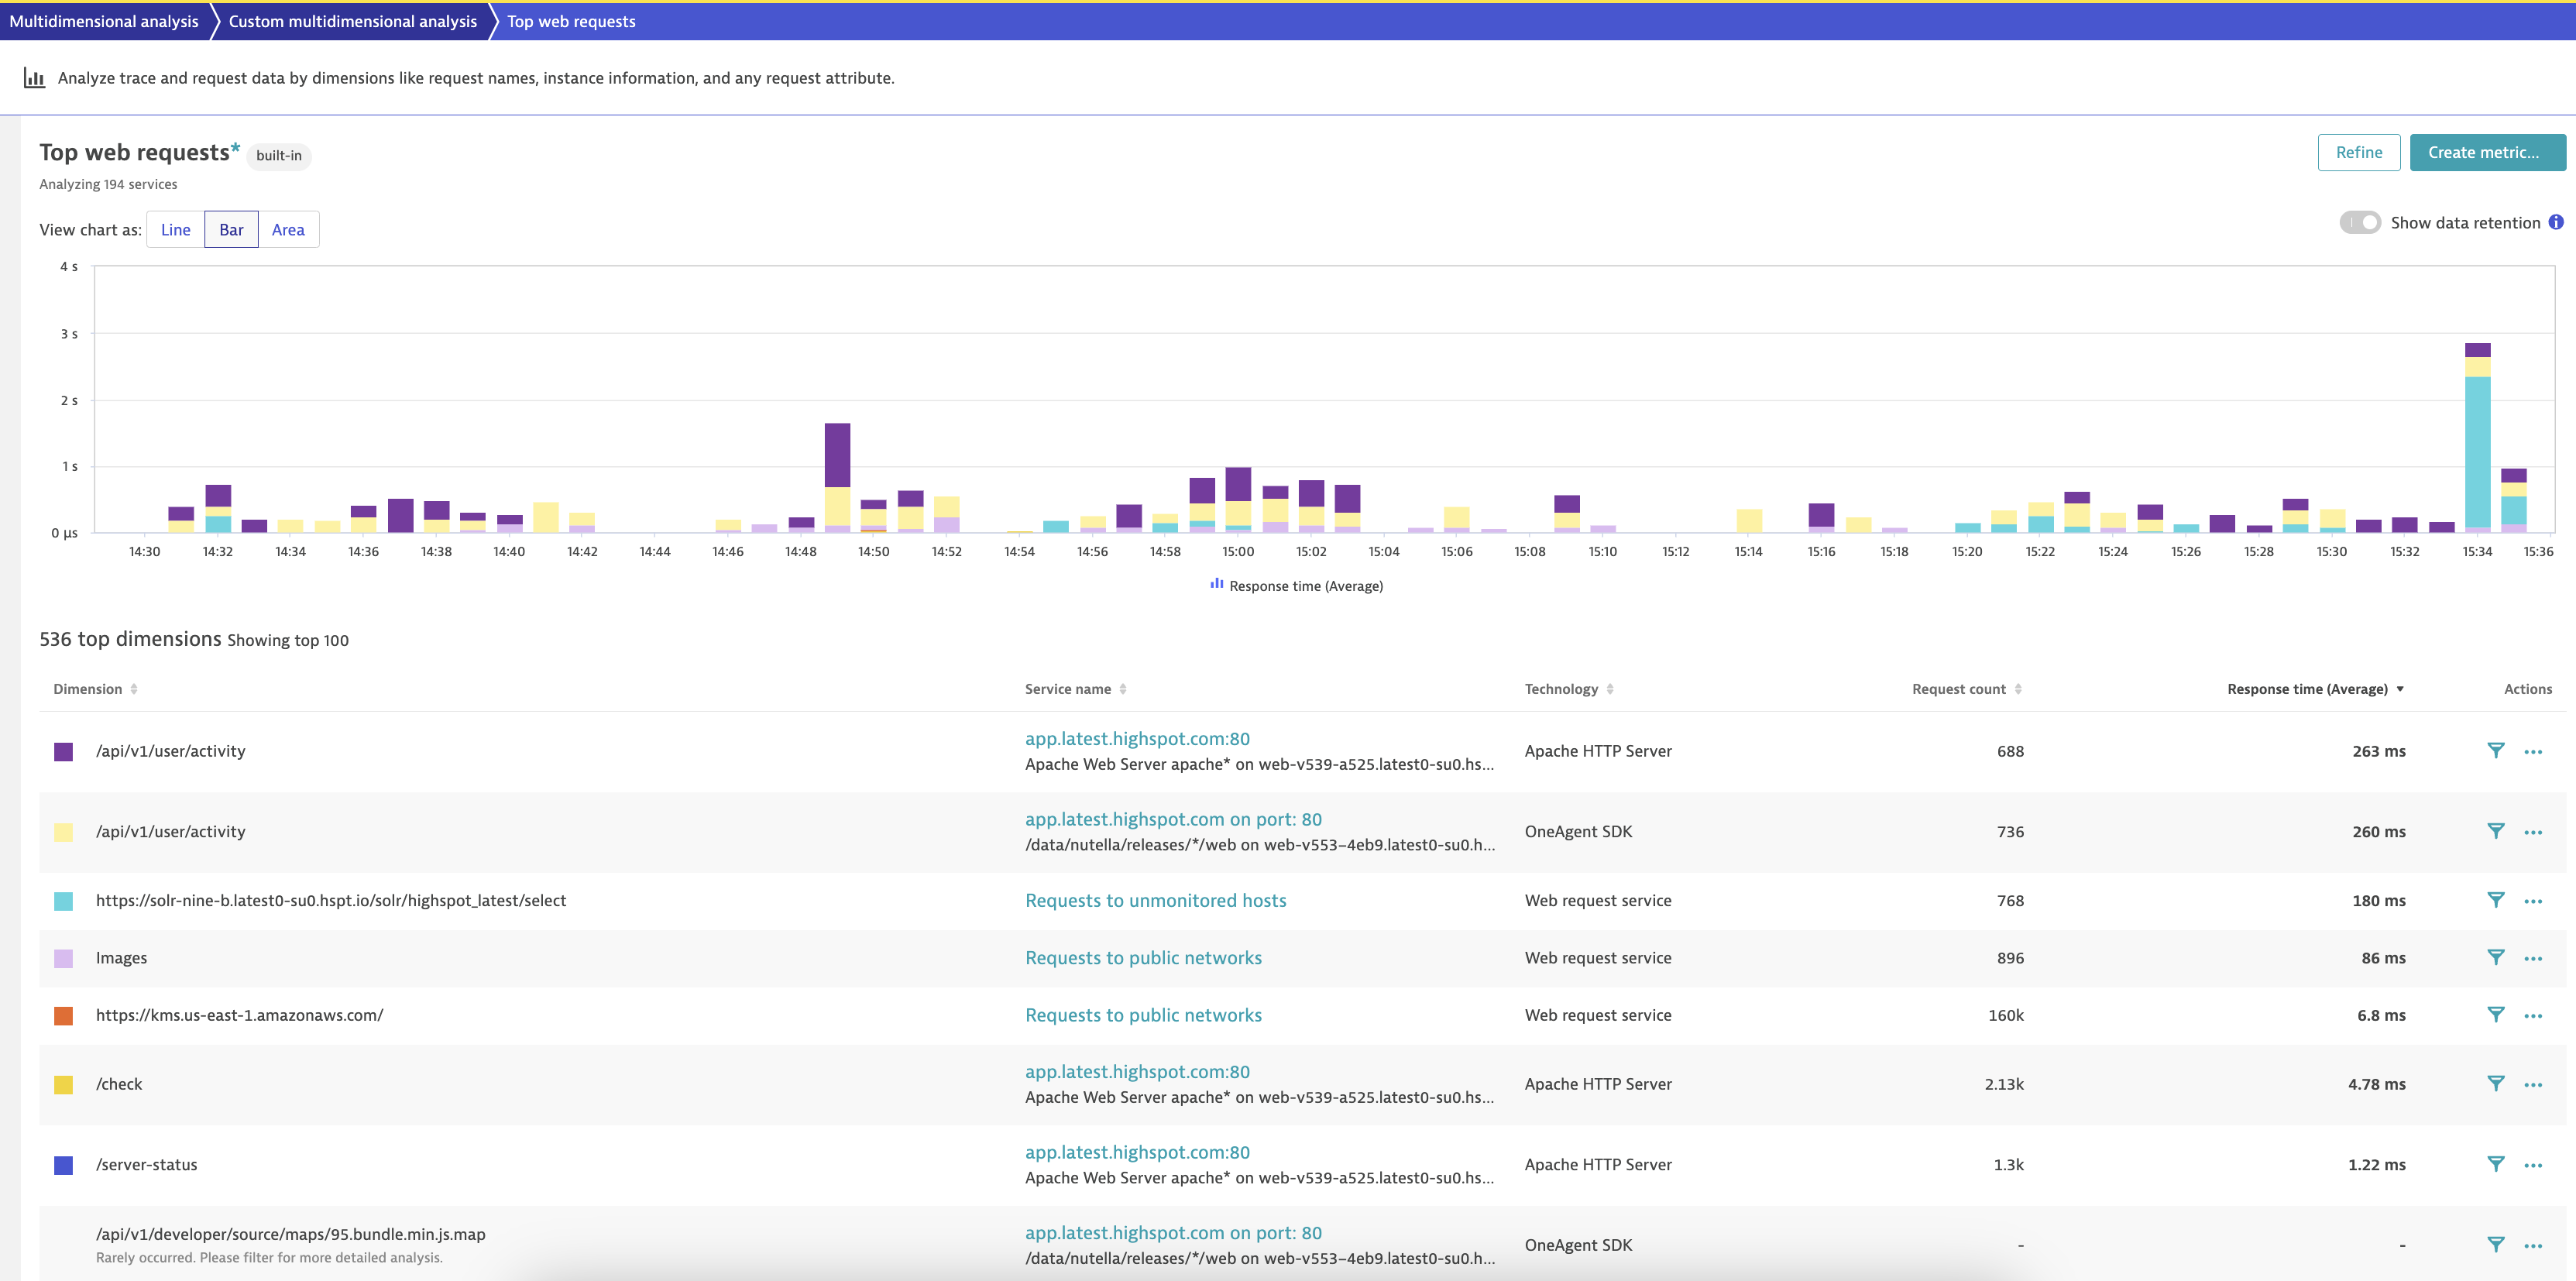 Multidimensional analysis Custom multidimensional analysis Top web requests
Analyze trace and request data by dimensions like request names, instance information, and any request attribute.
Top web requests* built-in
Refine Create metric...
Analyzing 194 services
View chart as: Line Bar Area
Show data retention
4 s
3 s
2 s
1 s
0 µs
14:30 14:32 14:34 14:36 14:38 14:40 14:42 14:44 14:46 14:48 14:50 14:52 14:54 14:56 14:58 15:00 15:02 15:04 15:06 15:08 15:10 15:12 15:14 15:16 15:18 15:20 15:22 15:24 15:26 15:28 15:30 15:32 15:34 15:36
Response time (Average)
536 top dimensions Showing top 100
Dimension Service name Technology Request count Response time (Average) Actions
/api/v1/user/activity app.latest.highspot.com:80 Apache HTTP Server 688 263 ms
Apache Web Server apache* on web-v539-a525.latest0-su0.hs...
/api/v1/user/activity app.latest.highspot.com on port: 80 OneAgent SDK 736 260 ms
/data/nutella/releases/*/web on web-v553–4eb9.latest0-su0.h...
https://solr-nine-b.latest0-su0.hspt.io/solr/highspot_latest/select Requests to unmonitored hosts Web request service 768 180 ms
Images Requests to public networks Web request service 896 86 ms
https://kms.us-east-1.amazonaws.com/ Requests to public networks Web request service 160k 6.8 ms
/check app.latest.highspot.com:80 Apache HTTP Server 2.13k 4.78 ms
Apache Web Server apache* on web-v539-a525.latest0-su0.hs...
/server-status app.latest.highspot.com:80 Apache HTTP Server 1.3k 1.22 ms
Apache Web Server apache* on web-v539-a525.latest0-su0.hs...
/api/v1/developer/source/maps/95.bundle.min.js.map app.latest.highspot.com on port: 80 OneAgent SDK - -
Rarely occurred. Please filter for more detailed analysis. /data/nutella/releases/*/web on web-v553–4eb9.latest0-su0.h...